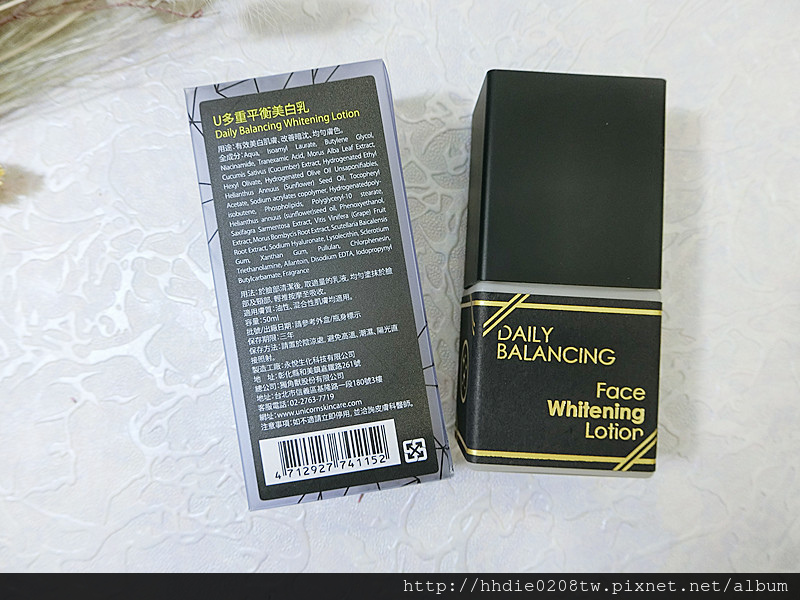 U多重平衡美白乳
Daily Balancing Whitening Lotion
用途:有效美白肌膚、改善暗沈、均勻膚色。
全成分:Aqua, Isoamyl Laurate, Butylene Glycol,
Niacinamide, Tranexamic Acid, Morus Alba Leaf Extract,
Cucumis Sativus (Cucumber) Extract, Hydrogenated Ethyl
Hexyl Olivate, Hydrogenated Olive Oil Unsaponifiables,
Helianthus Annuus (Sunflower) Seed Oil, Tocopheryl
Acetate, Sodium acrylates copolymer, Hydrogenatedpoly-
isobutene, Phospholipids, Polyglyceryl-10 stearate,
Helianthus annuus (sunflower)seed oil, Phenoxyethanol,
Saxifraga Sarmentosa Extract, Vitis Vinifera (Grape) Fruit
Extract, Morus Bombycis Root Extract, Scutellaria Baicalensis
Root Extract, Sodium Hyaluronate, Lysolecithin, Sclerotium
Gum, Xanthan Gum, Pullulan, Chlorphenesin,
Triethanolamine, Allantoin, Disodium EDTA, Iodopropynyl
Butylcarbamate, Fragrance
用法:於臉部清潔後,取適量的乳液,均勻塗抹於臉
部及頸部,輕推按摩至吸收。
適用膚質:油性、混合性肌膚均適用。
容量:50ml
批號/出廠日期:請參考外盒/瓶身標示
保存期限:三年
保存方法:請置於陰涼處,避免高溫、潮濕、陽光直
接照射。
製造工廠:永悅生化科技有限公司
地 址:彰化縣和美鎮嘉鐵路261號
總公司:獨角獸股份有限公司
地址:台北市信義區基隆路一段180號3樓
客服電話:02-2763-7719
網址:www.unicornskincare.com
注意事項:如不適請立即停用,並洽詢皮膚科醫師。
4 712927 741152
DAILY
BALANCING
Face
Whitening
Lotion
http://hhdie0208tw.pixnet.net/album